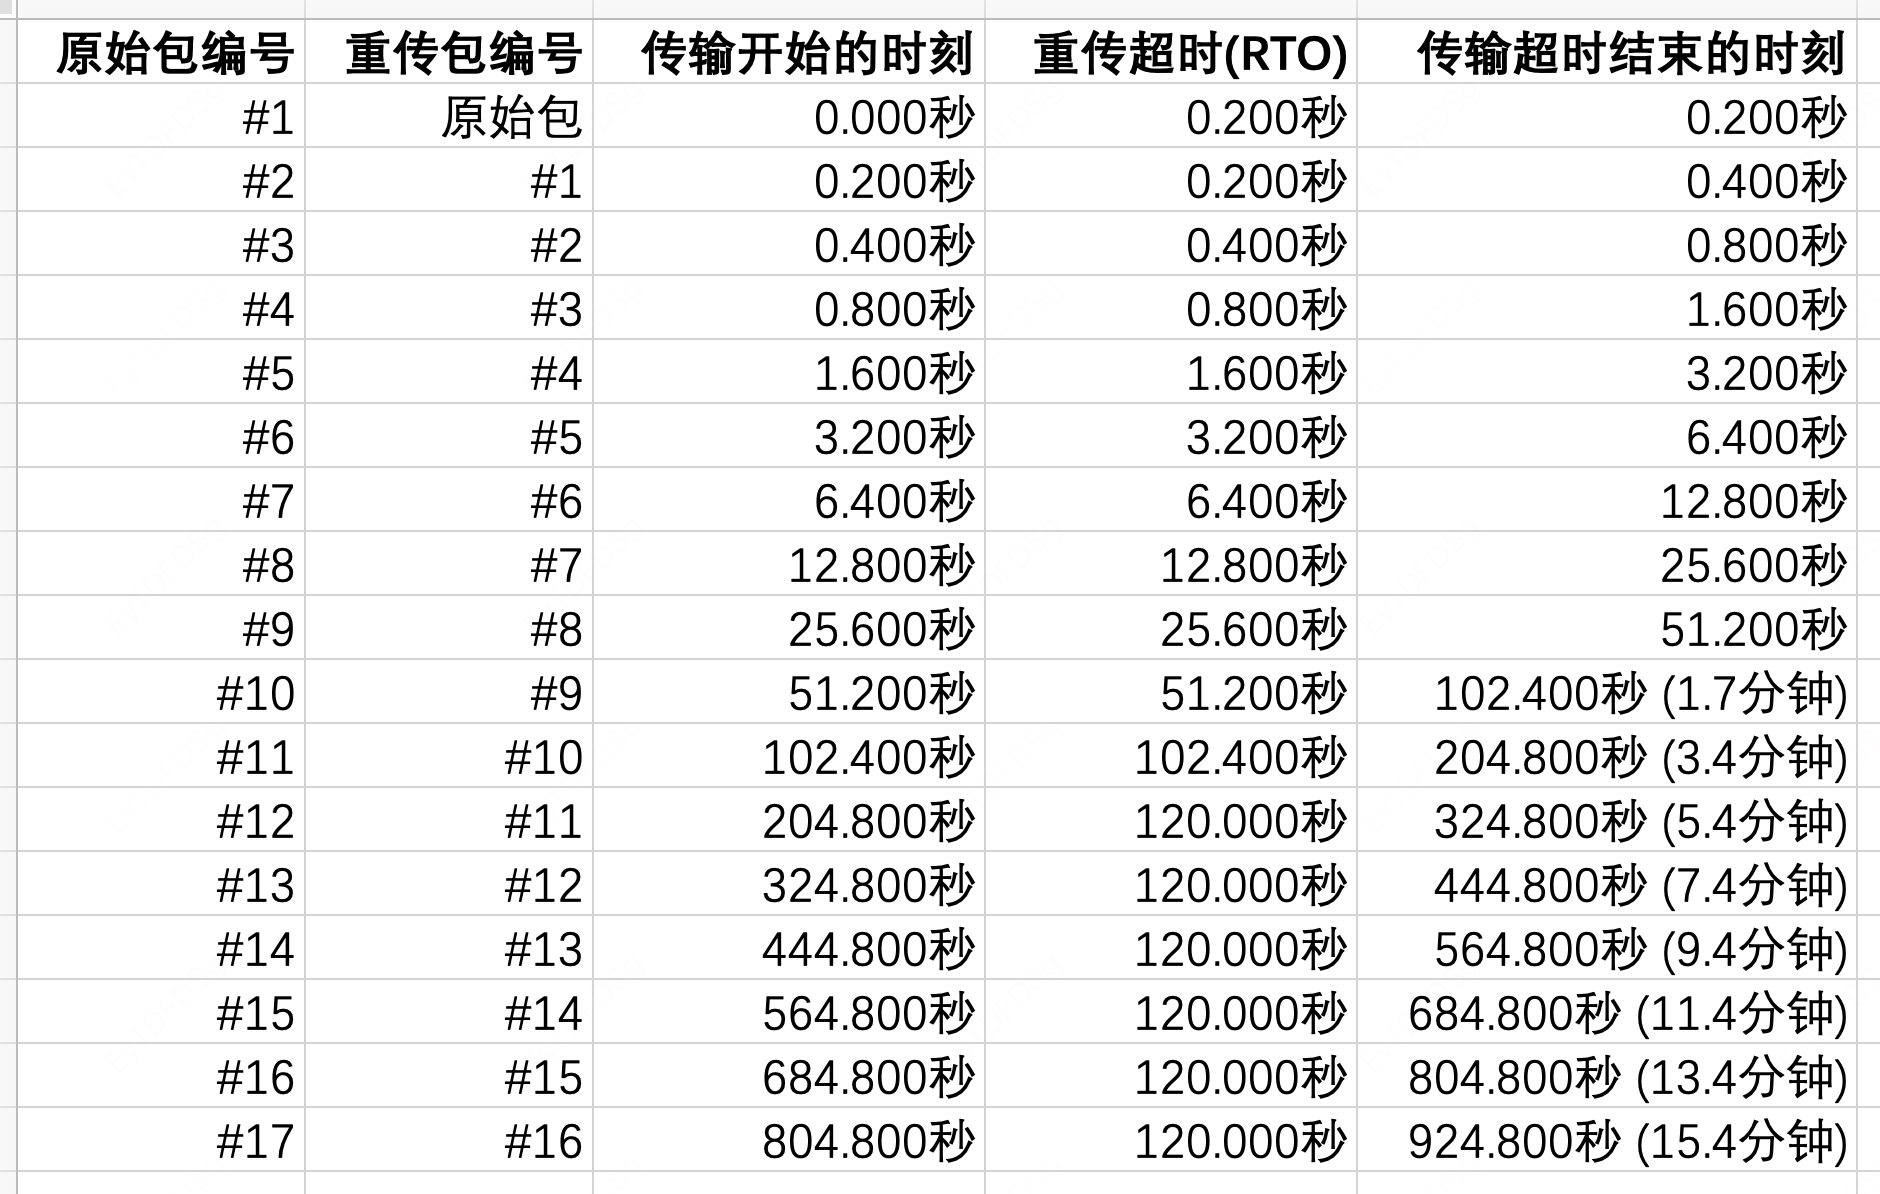 原始包编号 重传包编号 传输开始的时刻 重传超时(RTO) 传输超时结束的时刻
#1 原始包 0.000秒 0.200秒 0.200秒
#2 #1 0.200秒 0.200秒 0.400秒
#3 #2 0.400秒 0.400秒 0.800秒
#4 #3 0.800秒 0.800秒 1.600秒
#5 #4 1.600秒 1.600秒 3.200秒
#6 #5 3.200秒 3.200秒 6.400秒
#7 #6 6.400秒 6.400秒 12.800秒
#8 #7 12.800秒 12.800秒 25.600秒
#9 #8 25.600秒 25.600秒 51.200秒
#10 #9 51.200秒 51.200秒 102.400秒 (1.7分钟)
#11 #10 102.400秒 102.400秒 204.800秒 (3.4分钟)
#12 #11 204.800秒 120.000秒 324.800秒 (5.4分钟)
#13 #12 324.800秒 120.000秒 444.800秒 (7.4分钟)
#14 #13 444.800秒 120.000秒 564.800秒 (9.4分钟)
#15 #14 564.800秒 120.000秒 684.800秒 (11.4分钟)
#16 #15 684.800秒 120.000秒 804.800秒 (13.4分钟)
#17 #16 804.800秒 120.000秒 924.800秒 (15.4分钟)